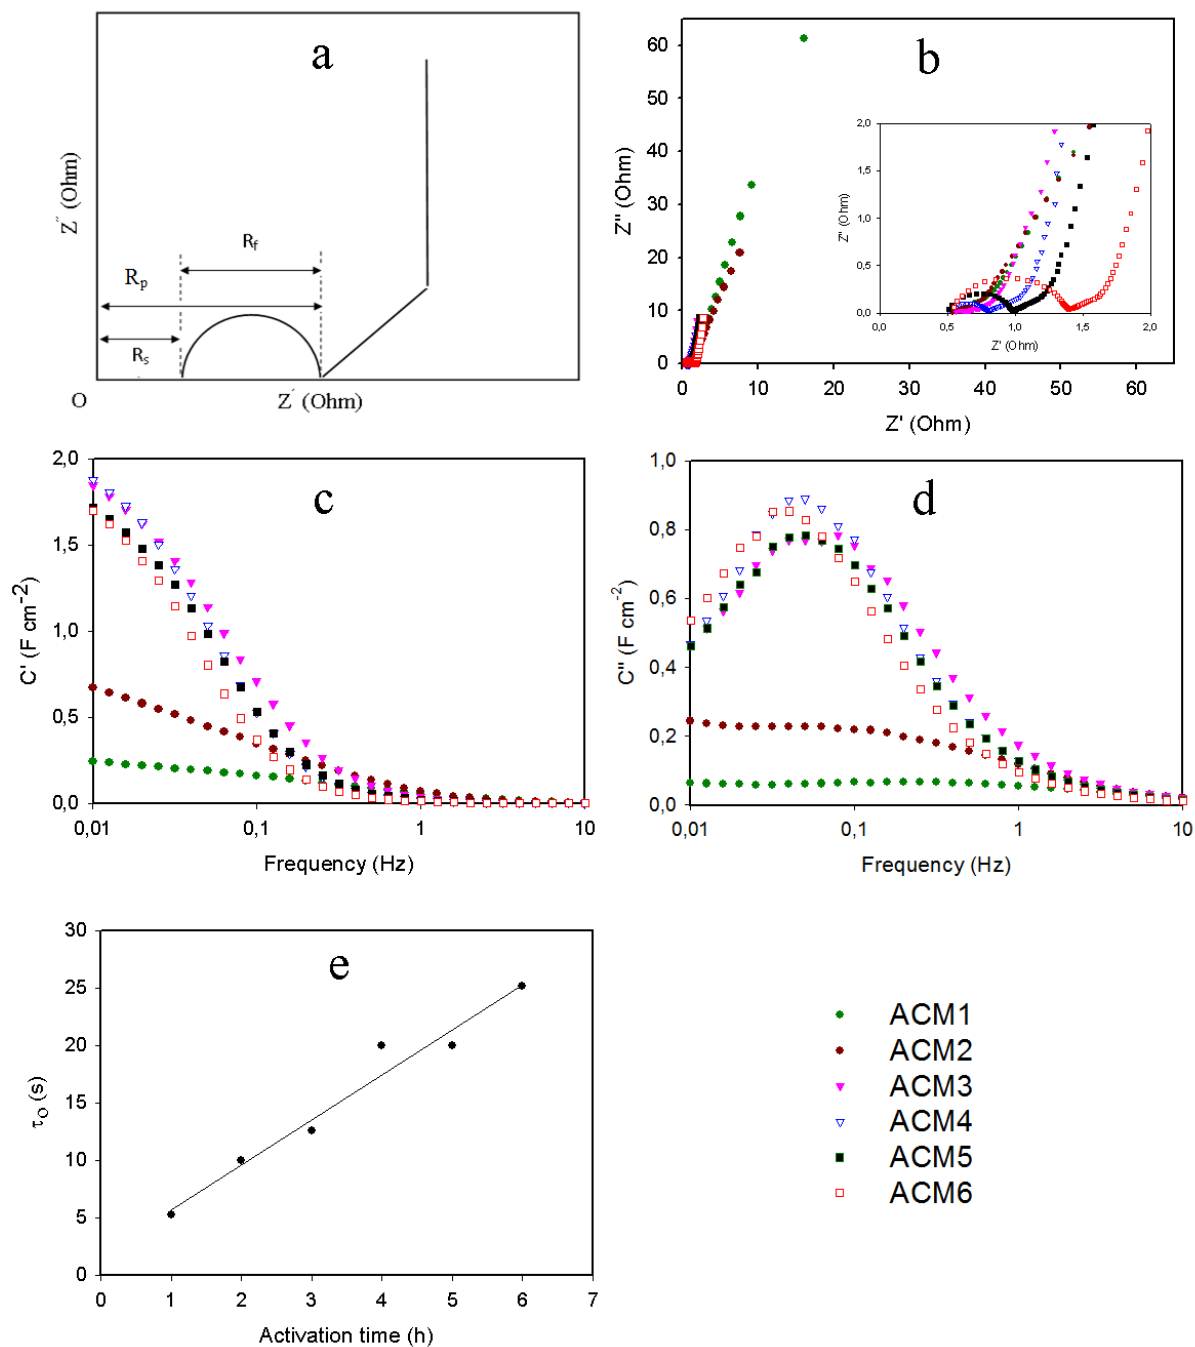 a
Z'' (Ohm)
Rf
Rp
Rs
O
Z' (Ohm)
b
Z'' (Ohm)
60
50
40
30
20
10
0
0 10 20 30 40 50 60
Z' (Ohm)
2,0
1,5
1,0
0,5
0,0
Z'' (Ohm)
0,0 0,5 1,0 1,5 2,0
Z' (Ohm)
c
C' (F cm-2)
2,0
1,5
1,0
0,5
0,0
0,01 0,1 1 10
Frequency (Hz)
d
C'' (F cm-2)
1,0
0,8
0,6
0,4
0,2
0,0
0,01 0,1 1 10
Frequency (Hz)
e
τO (s)
30
25
20
15
10
5
0
0 1 2 3 4 5 6 7
Activation time (h)
ACM1
ACM2
ACM3
ACM4
ACM5
ACM6